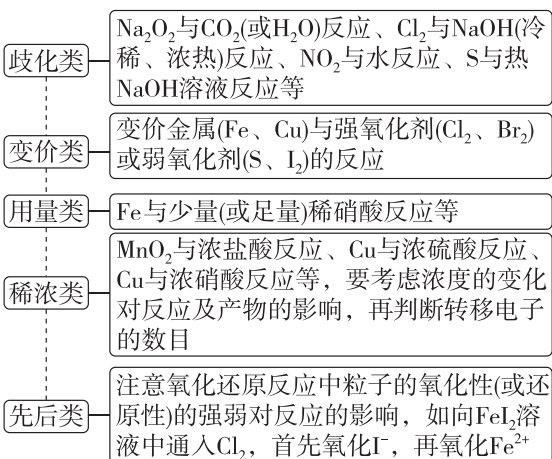 歧化类
Na₂O₂与CO₂(或H₂O)反应、Cl₂与NaOH(冷
稀、浓热)反应、NO₂与水反应、S与热
NaOH溶液反应等
变价类
变价金属(Fe、Cu)与强氧化剂(Cl₂、Br₂)
或弱氧化剂(S、I₂)的反应
用量类
Fe与少量(或足量)稀硝酸反应等
稀浓类
MnO₂与浓盐酸反应、Cu与浓硫酸反应、
Cu与浓硝酸反应等，要考虑浓度的变化
对反应及产物的影响，再判断转移电子
的数目
先后类
注意氧化还原反应中粒子的氧化性(或还
原性)的强弱对反应的影响，如向FeI₂溶
液中通入Cl₂，首先氧化I⁻，再氧化Fe²⁺